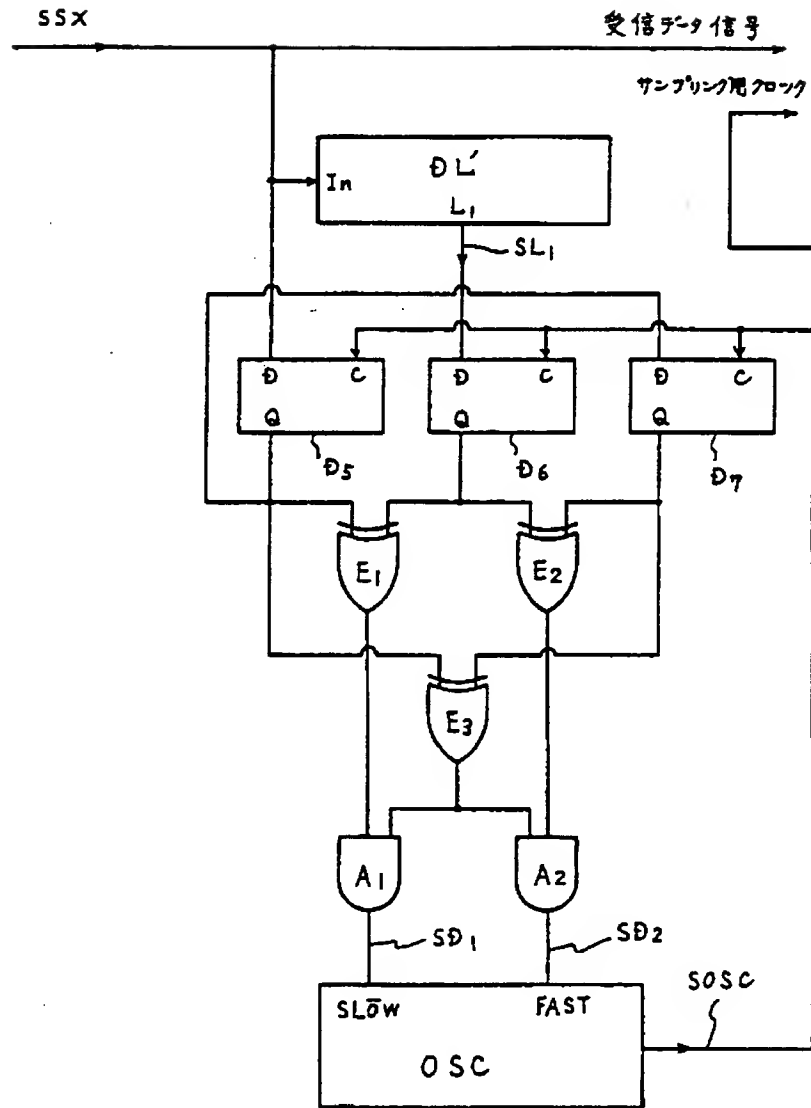 SSX
受信データ信号
サンプリング用クロック
DL'
In
L1
SL1
D C
Q
D C
Q
D C
Q
D5
D6
D7
E1
E2
E3
A1
A2
SD1
SD2
SLOW
FAST
SOSC
OSC